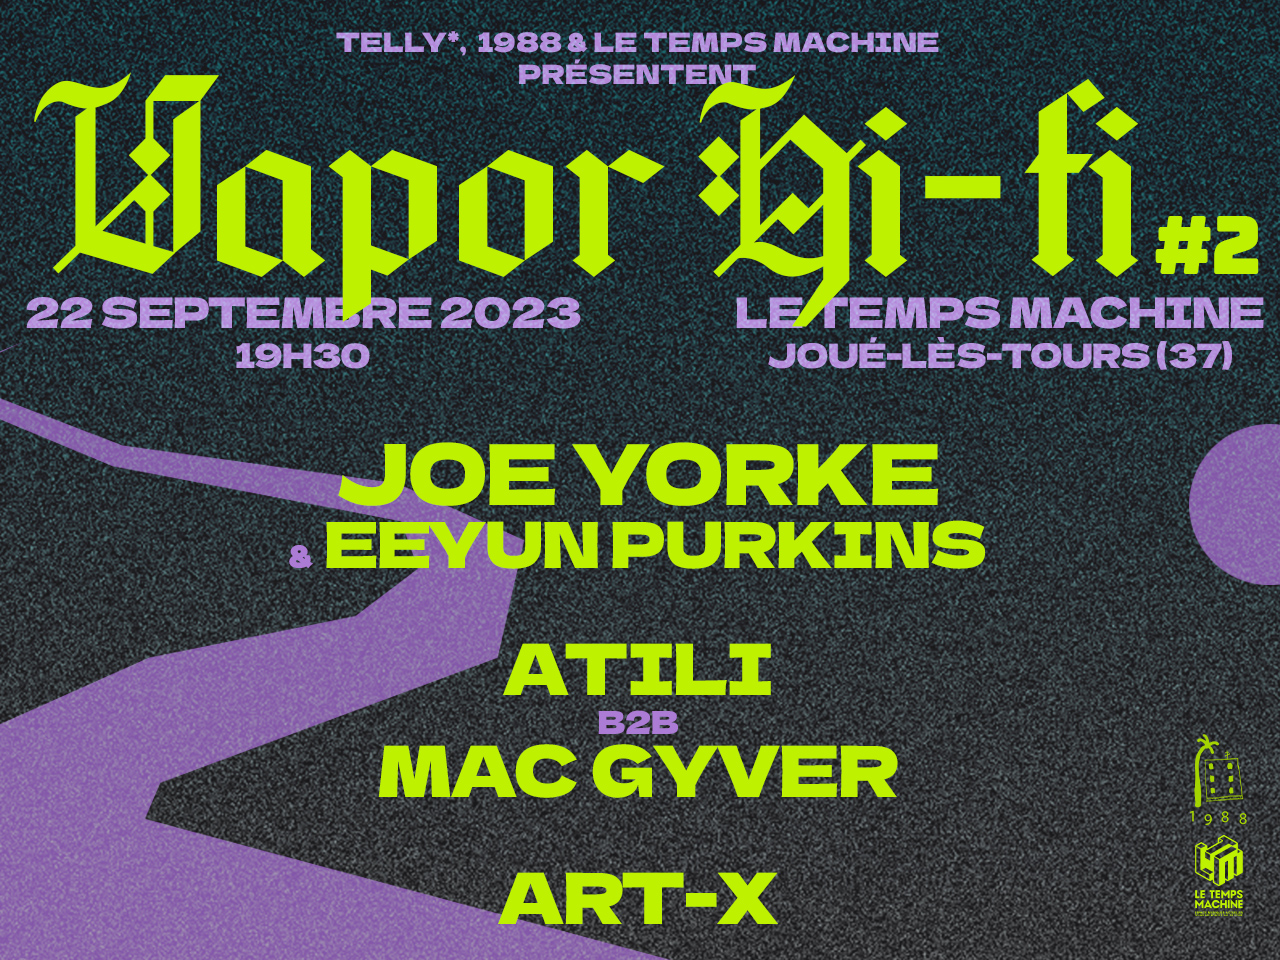 TELLY*, 1988 & LE TEMPS MACHINE
PRÉSENTENT
Vapor Hi-fi #2
22 SEPTEMBRE 2023
19H30
LE TEMPS MACHINE
JOUÉ-LÈS-TOURS (37)
JOE YORKE
& EEYUN PURKINS
ATILI
B2B
MAC GYVER
ART-X
1988
LE TEMPS
MACHINE